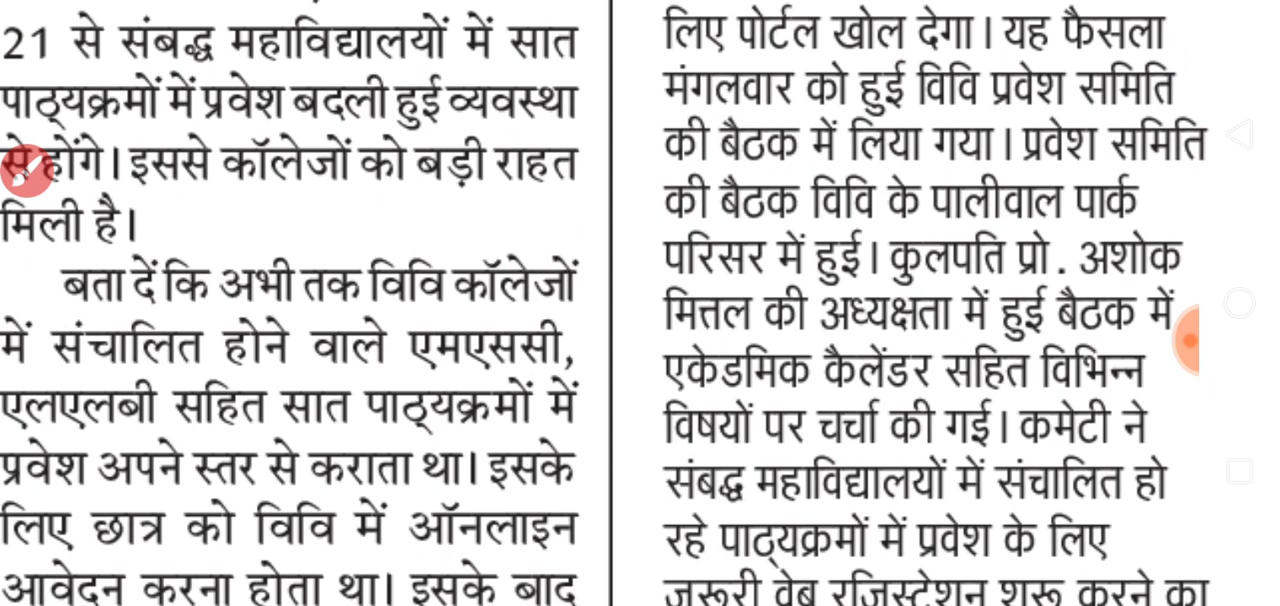 21 से संबद्ध महाविद्यालयों में सात
पाठ्यक्रमों में प्रवेश बदली हुई व्यवस्था
से होंगे। इससे कॉलेजों को बड़ी राहत
मिली है।
बता दें कि अभी तक विवि कॉलेजों
में संचालित होने वाले एमएससी,
एलएलबी सहित सात पाठ्यक्रमों में
प्रवेश अपने स्तर से कराता था। इसके
लिए छात्र को विवि में ऑनलाइन
आवेदन करना होता था। इसके बाद
लिए पोर्टल खोल देगा। यह फैसला
मंगलवार को हुई विवि प्रवेश समिति
की बैठक में लिया गया। प्रवेश समिति
की बैठक विवि के पालीवाल पार्क
परिसर में हुई। कुलपति प्रो. अशोक
मित्तल की अध्यक्षता में हुई बैठक में
एकेडमिक कैलेंडर सहित विभिन्न
विषयों पर चर्चा की गई। कमेटी ने
संबद्ध महाविद्यालयों में संचालित हो
रहे पाठ्यक्रमों में प्रवेश के लिए
जरूरी वेब रजिस्ट्रेशन शुरू करने का